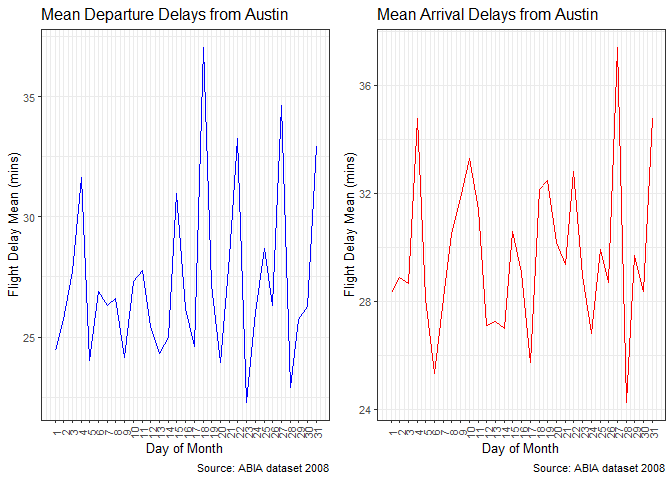 Mean Departure Delays from Austin
Mean Arrival Delays from Austin
Flight Delay Mean (mins)
35
30
25
1 2 3 4 5 6 7 8 9 10 11 12 13 14 15 16 17 18 19 20 21 22 23 24 25 26 27 28 29 30 31
Day of Month
Source: ABIA dataset 2008
Flight Delay Mean (mins)
36
32
28
24
1 2 3 4 5 6 7 8 9 10 11 12 13 14 15 16 17 18 19 20 21 22 23 24 25 26 27 28 29 30 31
Day of Month
Source: ABIA dataset 2008